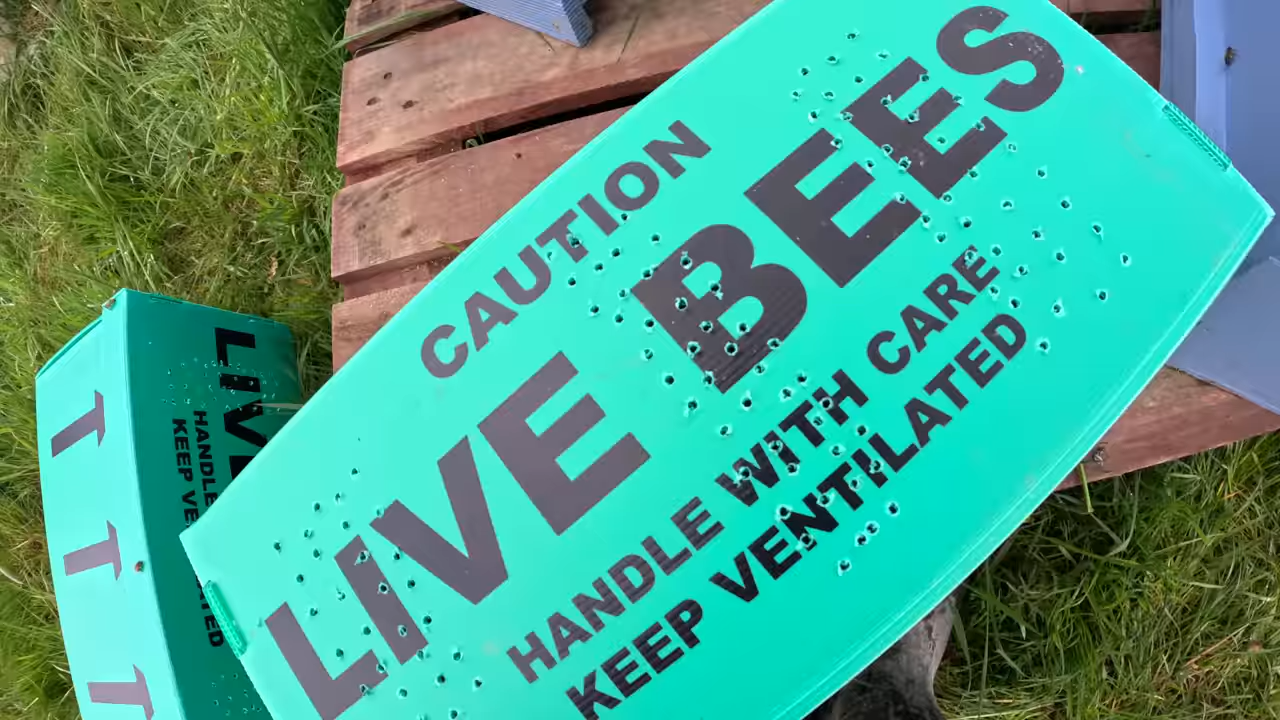 CAUTION
LIVE BEES
HANDLE WITH CARE
KEEP VENTILATED
T
T
T